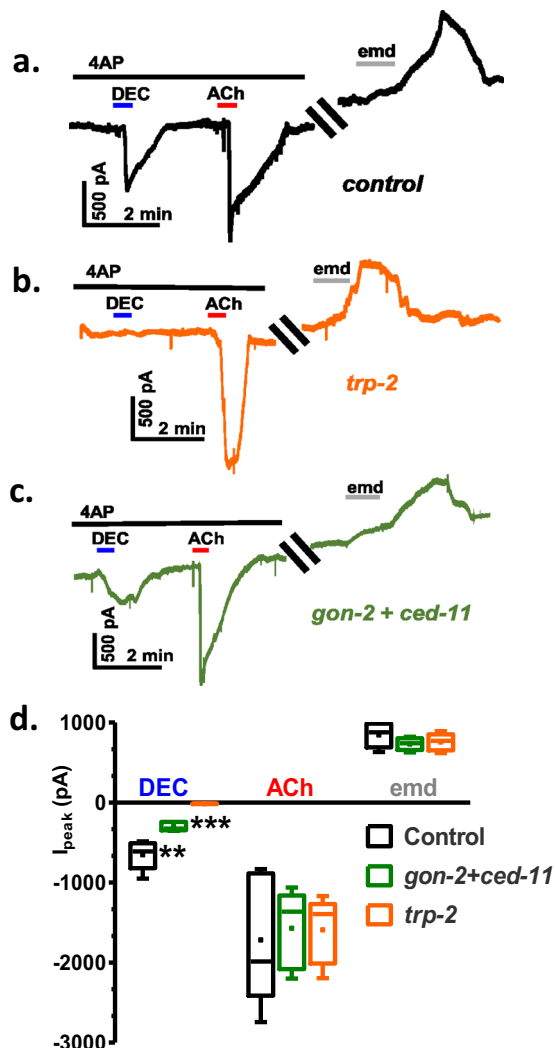 a.
4AP
DEC
ACh
emd
500 pA
2 min
control
b.
4AP
DEC
ACh
emd
500 pA
2 min
trp-2
c.
4AP
DEC
ACh
emd
500 pA
2 min
gon-2 + ced-11
d.
1000
0
-1000
-2000
-3000
I_peak (pA)
DEC
ACh
emd
**
***
Control
gon-2+ced-11
trp-2